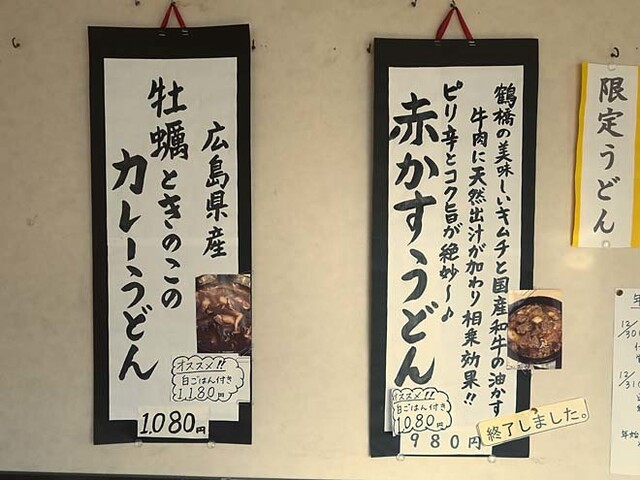 限定うどん。
鶴橋の美味しいキムチと国産和牛の油かす
牛肉に天然出汁が加わり相乗効果!!
ピリ辛とコク旨が絶妙〜♪
赤かすうどん
オススメ!!
白ごはん付き
1,080円
980円
終了しました。
広島県産
牡蠣ときのこの
カレーうどん
オススメ!!
白ごはん付き
1,180円
1,080円
12/30
12/31
年始